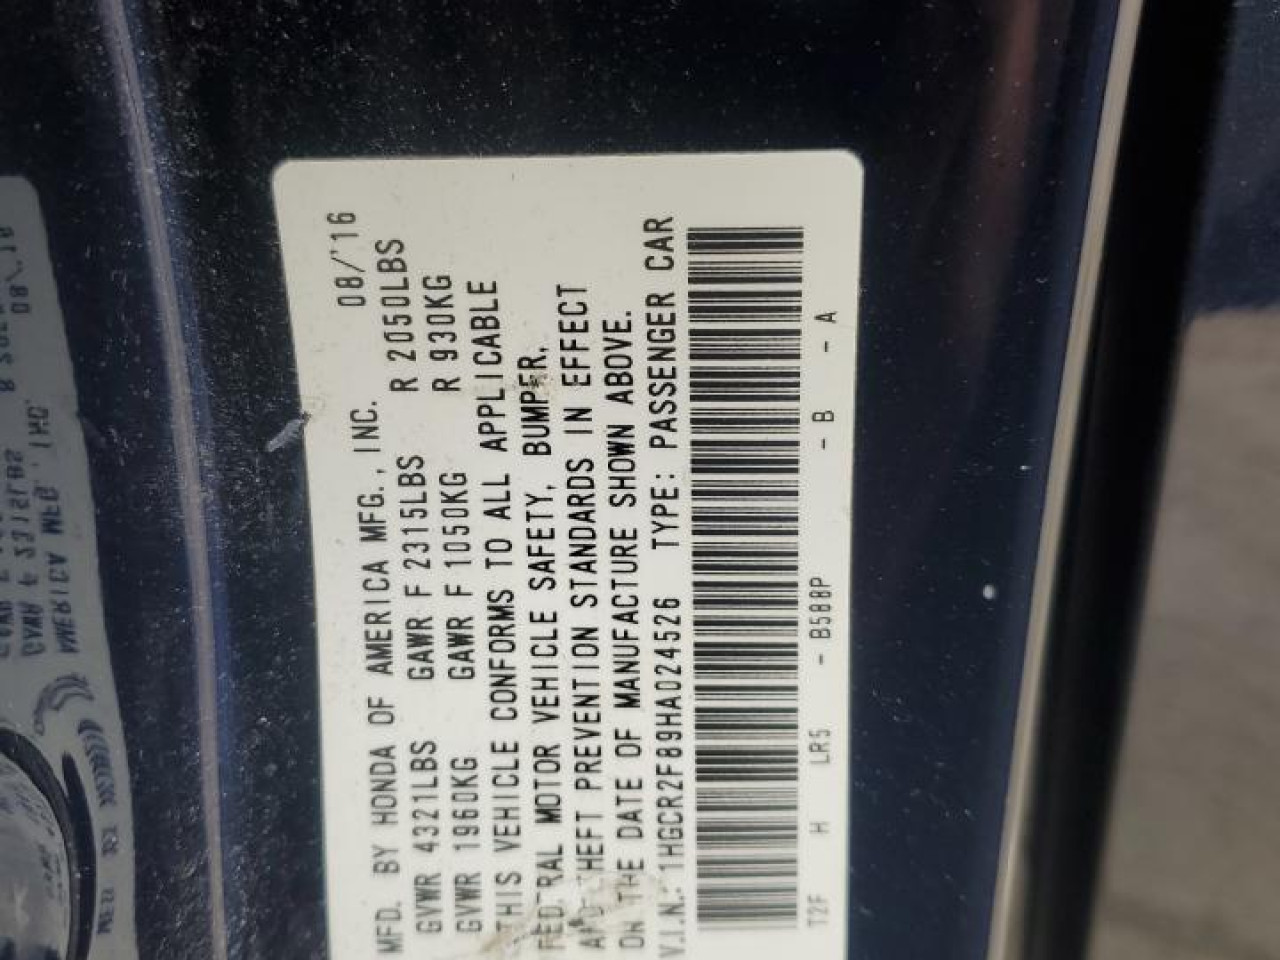 MFD. BY HONDA OF AMERICA MFG., INC. 08/'16
GVWR 4321LBS GAWR F 2315LBS R 2050LBS
GVWR 1960KG GAWR F 1050KG R 930KG
THIS VEHICLE CONFORMS TO ALL APPLICABLE
FEDERAL MOTOR VEHICLE SAFETY, BUMPER,
AND THEFT PREVENTION STANDARDS IN EFFECT
ON THE DATE OF MANUFACTURE SHOWN ABOVE.
V.I.N.: 1HGCR2F89HA024526 TYPE: PASSENGER CAR
T2F H LR5 - B588P - B - A